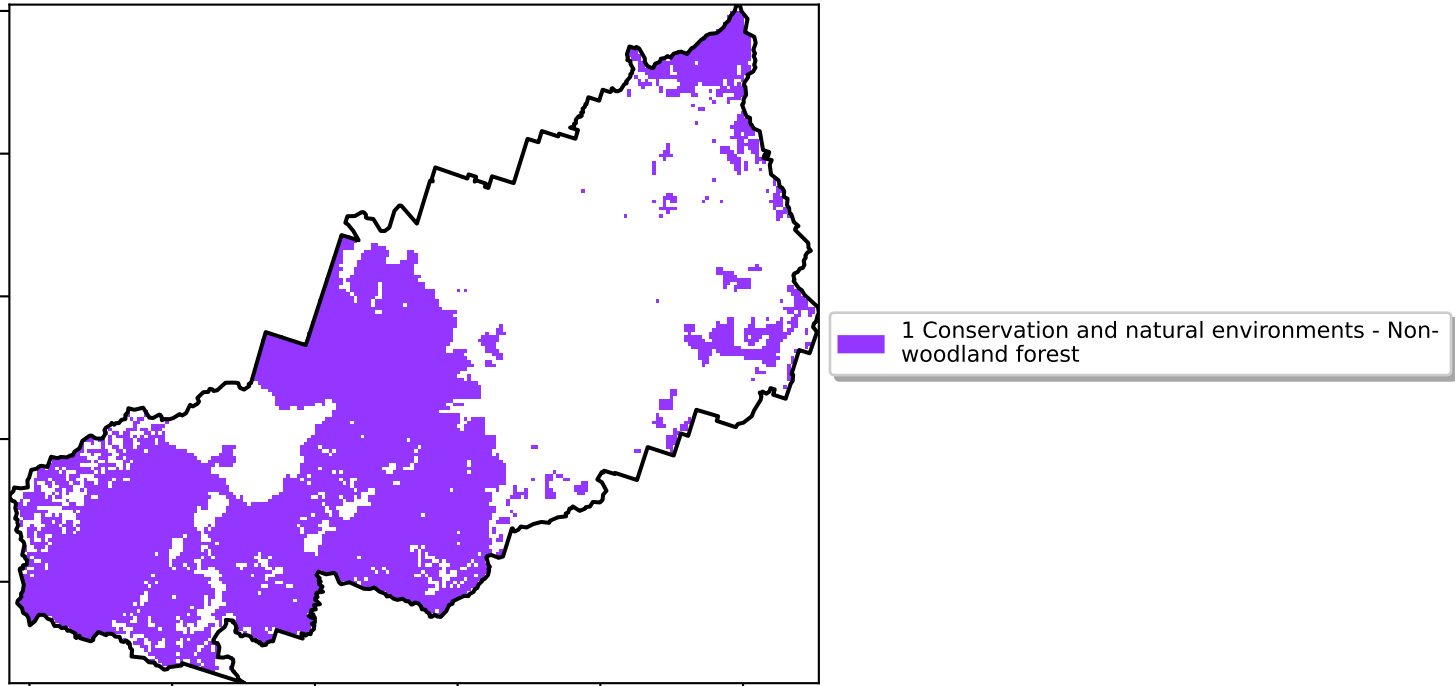 1 Conservation and natural environments - Non-
woodland forest